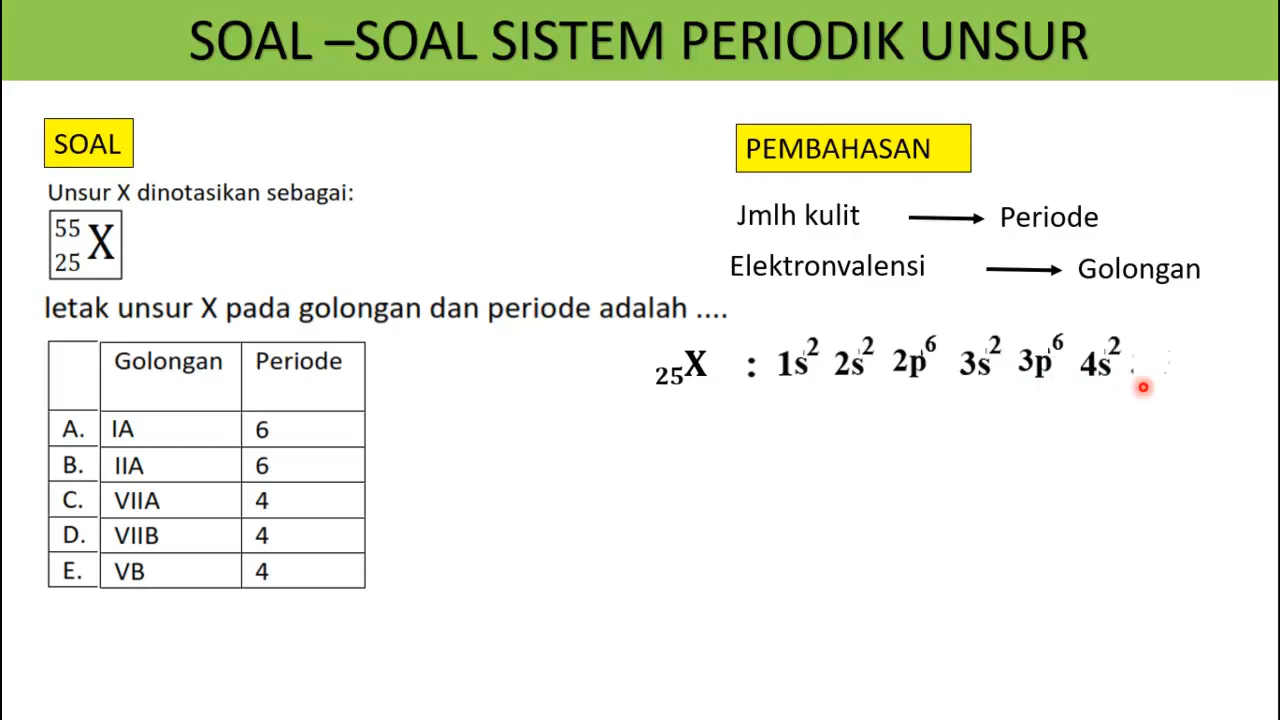 SOAL –SOAL SISTEM PERIODIK UNSUR
SOAL
Unsur X dinotasikan sebagai:
55
25 X
letak unsur X pada golongan dan periode adalah ....
Golongan Periode
A. IA 6
B. IIA 6
C. VIIA 4
D. VIIB 4
E. VB 4
PEMBAHASAN
Jmlh kulit ⟶ Periode
Elektronvalensi ⟶ Golongan
₂₅X : 1s² 2s² 2p⁶ 3s² 3p⁶ 4s²